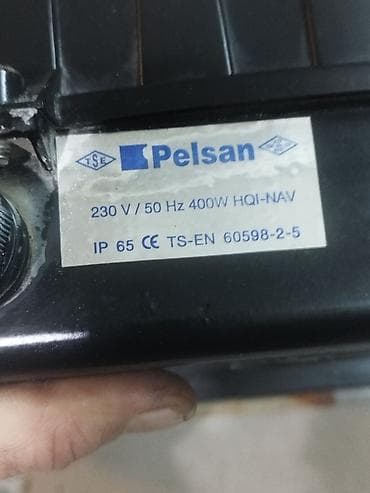 TSE Pelsan
230 V / 50 Hz 400W HQI-NAV
IP 65 CE TS-EN 60598-2-5